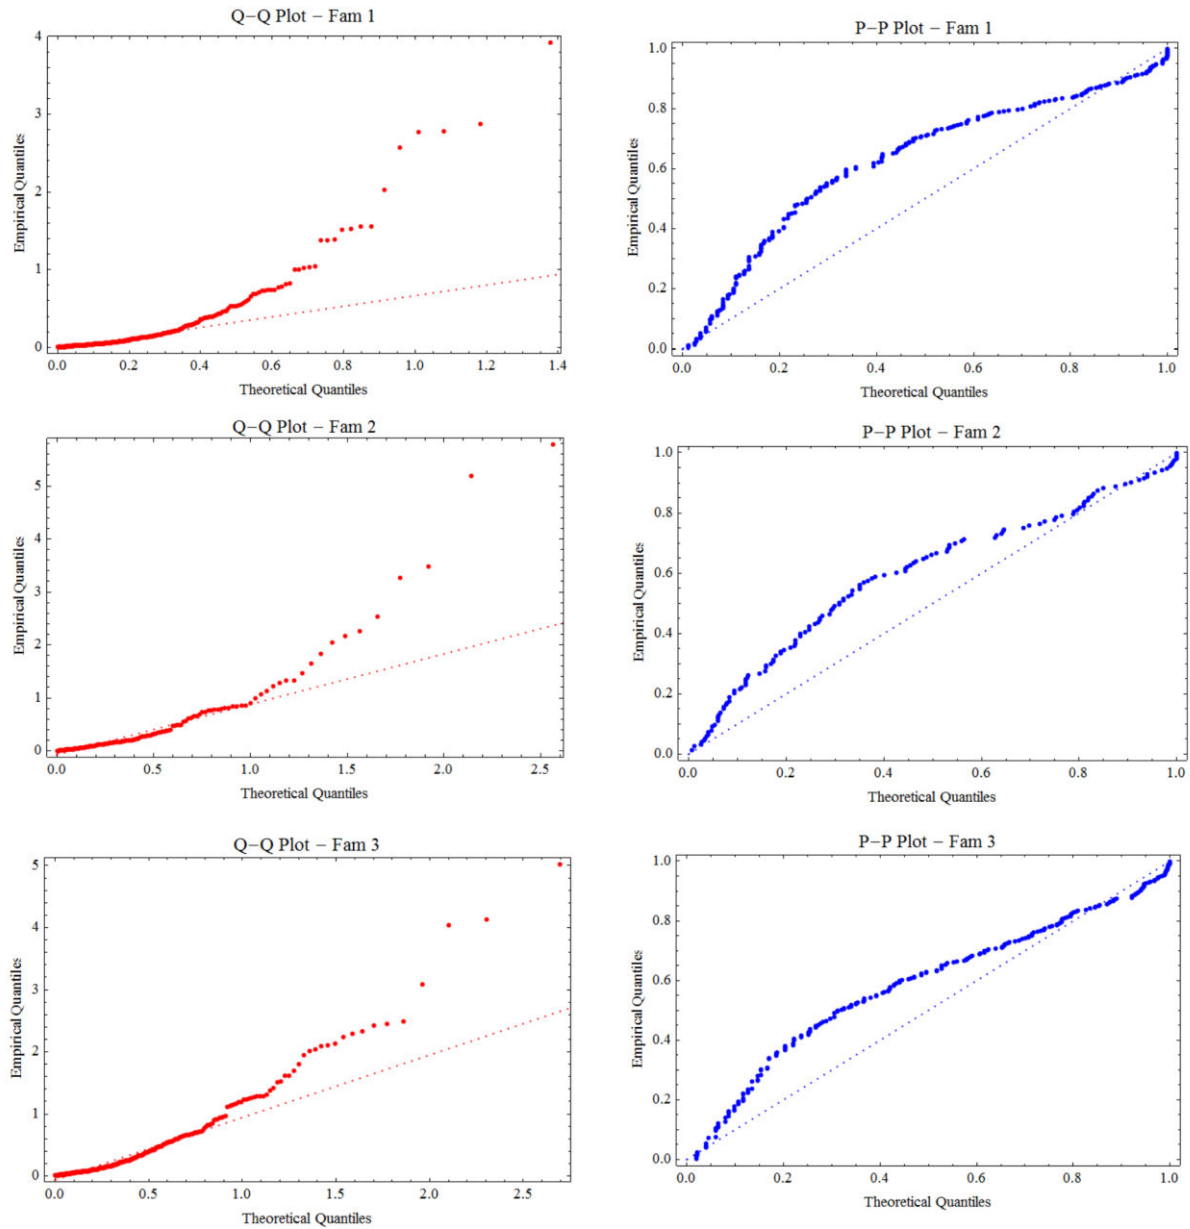 Q−Q Plot − Fam 1
4
3
2
1
0
Empirical Quantiles
0.0 0.2 0.4 0.6 0.8 1.0 1.2 1.4
Theoretical Quantiles
P−P Plot − Fam 1
1.0
0.8
0.6
0.4
0.2
0.0
Empirical Quantiles
0.0 0.2 0.4 0.6 0.8 1.0
Theoretical Quantiles
Q−Q Plot − Fam 2
5
4
3
2
1
0
Empirical Quantiles
0.0 0.5 1.0 1.5 2.0 2.5
Theoretical Quantiles
P−P Plot − Fam 2
1.0
0.8
0.6
0.4
0.2
0.0
Empirical Quantiles
0.0 0.2 0.4 0.6 0.8 1.0
Theoretical Quantiles
Q−Q Plot − Fam 3
5
4
3
2
1
0
Empirical Quantiles
0.0 0.5 1.0 1.5 2.0 2.5
Theoretical Quantiles
P−P Plot − Fam 3
1.0
0.8
0.6
0.4
0.2
0.0
Empirical Quantiles
0.0 0.2 0.4 0.6 0.8 1.0
Theoretical Quantiles